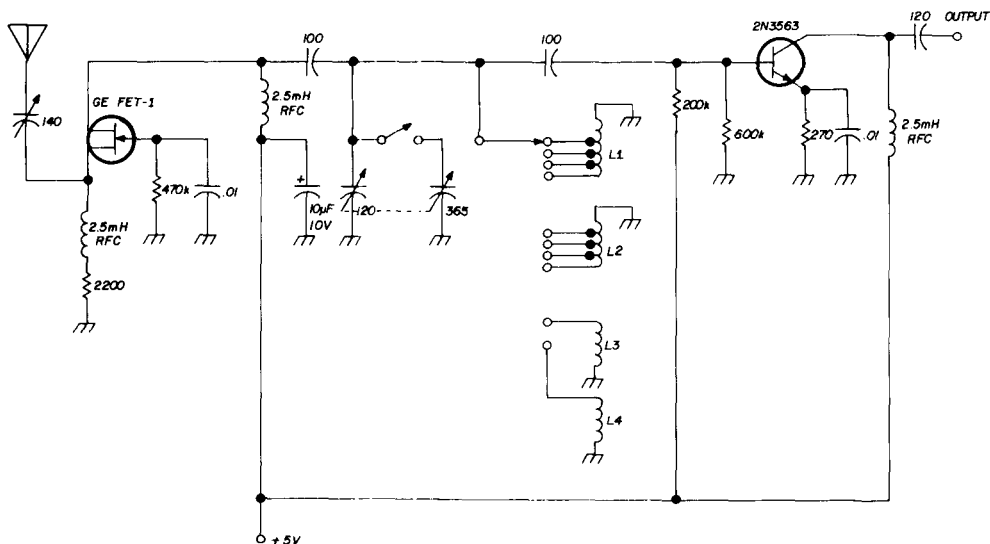 120 OUTPUT
2N3563
100
100
GE FET-1
140
2.5mH
RFC
200k
600k
270
.01
2.5mH
RFC
L1
470k
.01
+
10µF
10V
120
365
2.5mH
RFC
2200
L2
L3
L4
+5V